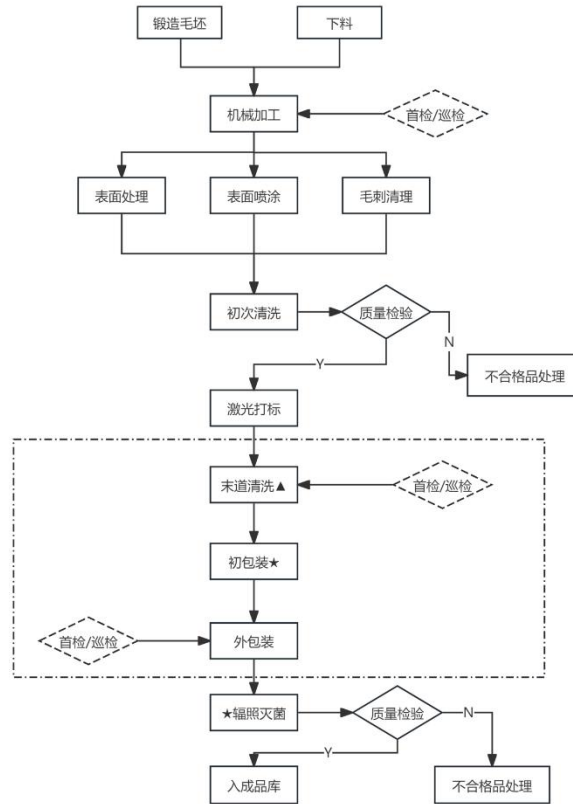 锻造毛坯
下料
机械加工
首检/巡检
表面处理
表面喷涂
毛刺清理
初次清洗
质量检验
N
Y
不合格品处理
激光打标
末道清洗▲
首检/巡检
初包装★
首检/巡检
外包装
★辐照灭菌
质量检验
N
Y
入成品库
不合格品处理